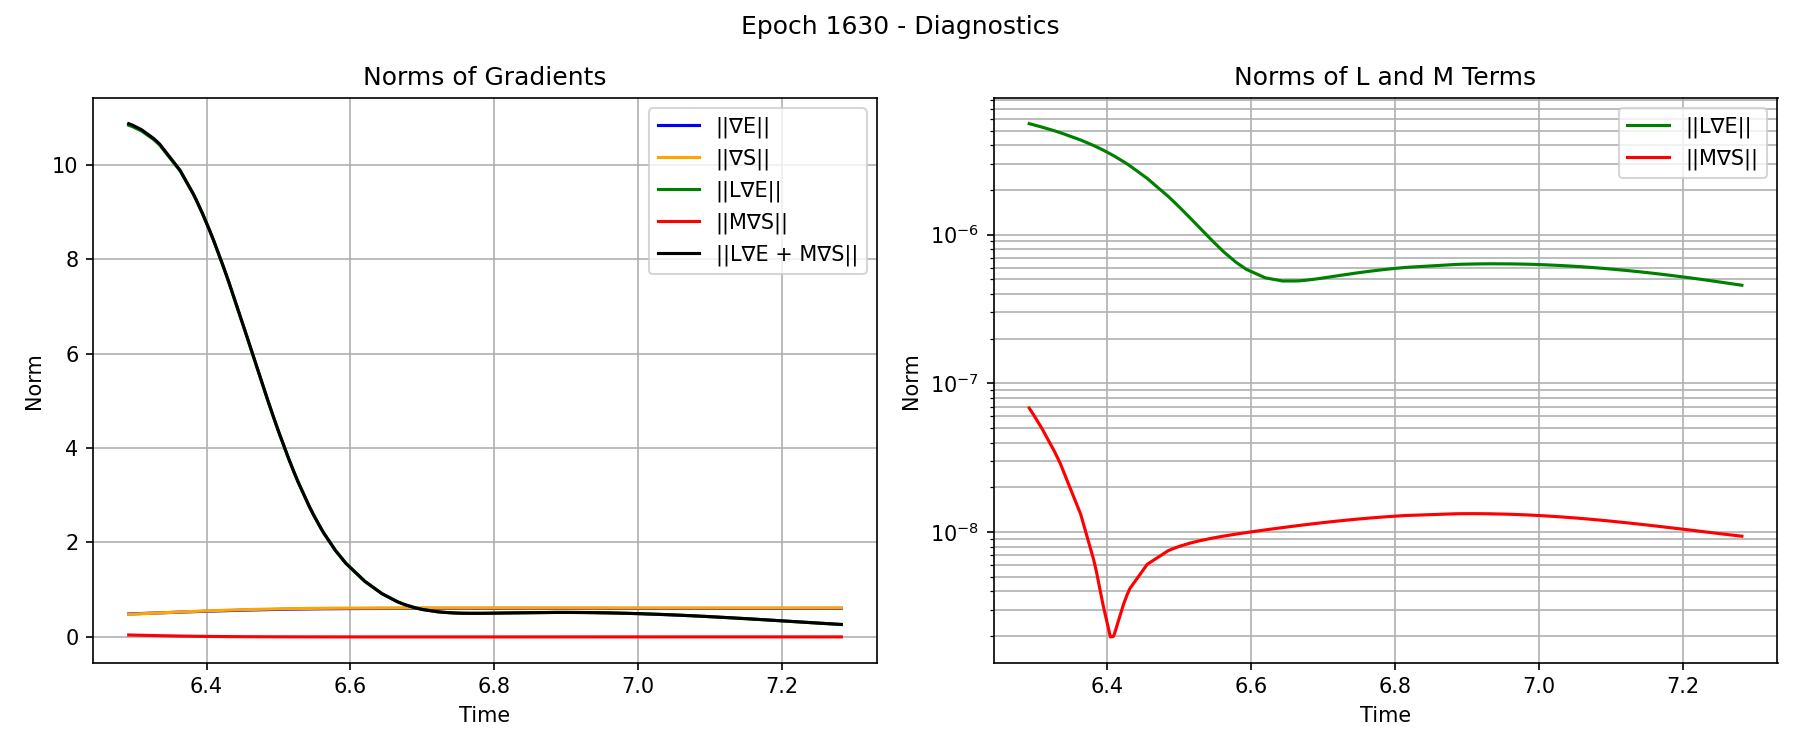 Epoch 1630 - Diagnostics
Norms of Gradients
Norm
10
8
6
4
2
0
||∇E||
||∇S||
||L∇E||
||M∇S||
||L∇E + M∇S||
6.4 6.6 6.8 7.0 7.2
Time
Norms of L and M Terms
Norm
10⁻⁶
10⁻⁷
10⁻⁸
||L∇E||
||M∇S||
6.4 6.6 6.8 7.0 7.2
Time